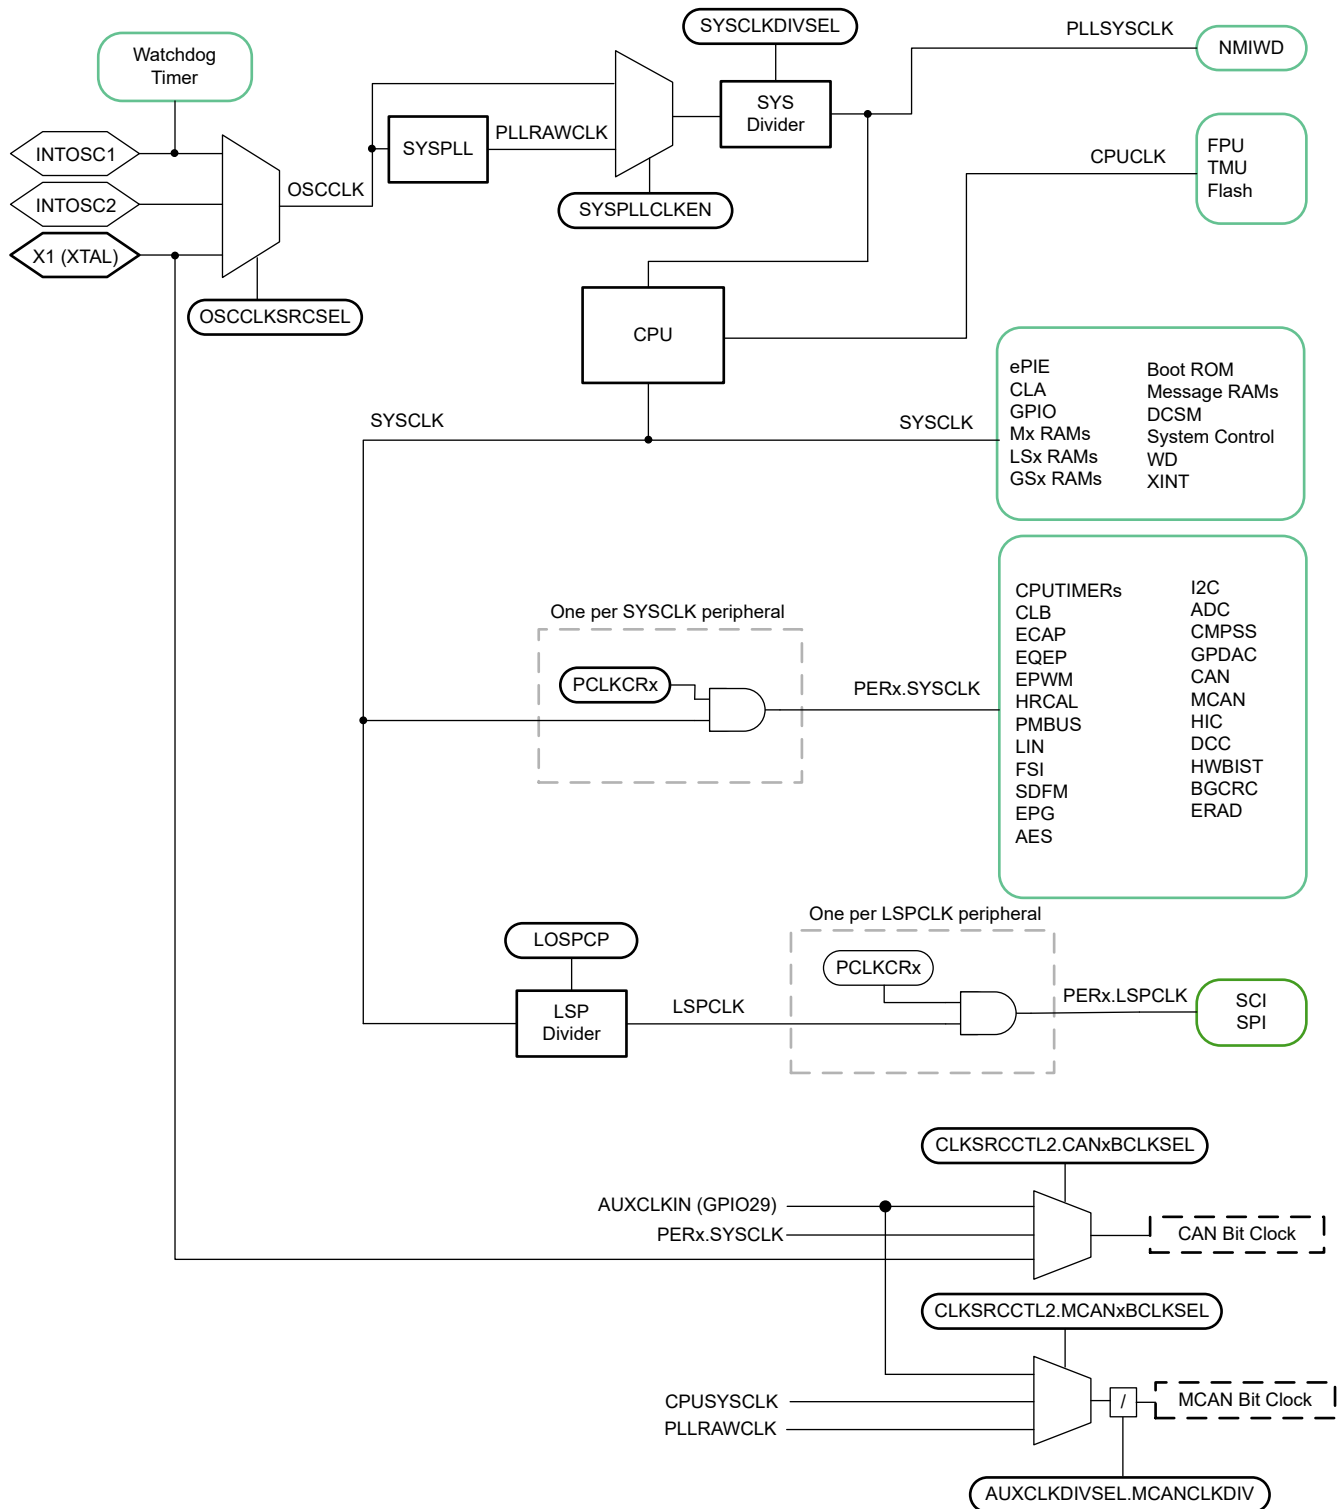 SYSCLKDIVSEL
PLLSYSCLK
NMIWD
Watchdog
Timer
SYS
Divider
INTOSC1
SYSPLL
PLLRAWCLK
CPUCLK
FPU
TMU
Flash
OSCCLK
INTOSC2
SYSPLLCLKEN
X1 (XTAL)
OSCCLKSRCSEL
CPU
ePIE
CLA
GPIO
Mx RAMs
LSx RAMs
GSx RAMs
Boot ROM
Message RAMs
DCSM
System Control
WD
XINT
SYSCLK
SYSCLK
One per SYSCLK peripheral
PCLKCRx
PERx.SYSCLK
CPUTIMERs
CLB
ECAP
EQEP
EPWM
HRCAL
PMBUS
LIN
FSI
SDFM
EPG
AES
I2C
ADC
CMPSS
GPDAC
CAN
MCAN
HIC
DCC
HWBIST
BGCRC
ERAD
One per LSPCLK peripheral
LOSPCP
PCLKCRx
LSP
Divider
LSPCLK
PERx.LSPCLK
SCI
SPI
CLKSRCCTL2.CANxBCLKSEL
AUXCLKIN (GPIO29)
PERx.SYSCLK
CAN Bit Clock
CLKSRCCTL2.MCANxBCLKSEL
CPUSYSCLK
PLLRAWCLK
/
MCAN Bit Clock
AUXCLKDIVSEL.MCANCLKDIV